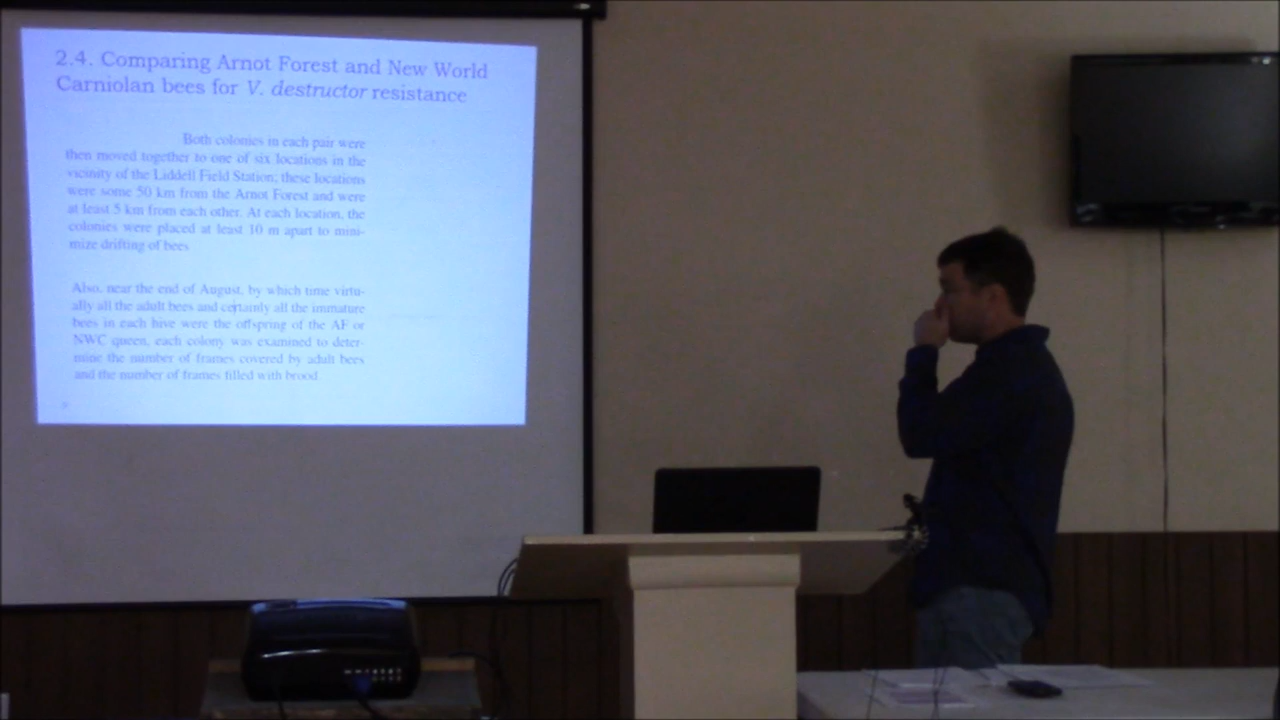 2.4. Comparing Arnot Forest and New World
Carniolan bees for V. destructor resistance
Both colonies in each pair were
then moved together to one of six locations in the
vicinity of the Liddell Field Station; these locations
were some 50 km from the Arnot Forest and were
at least 5 km from each other. At each location, the
colonies were placed at least 10 m apart to mini-
mize drifting of bees
Also, near the end of August, by which time virtu-
ally all the adult bees and certainly all the immature
bees in each hive were the offspring of the AF or
NWC queen, each colony was examined to deter-
mine the number of frames covered by adult bees
and the number of frames filled with brood